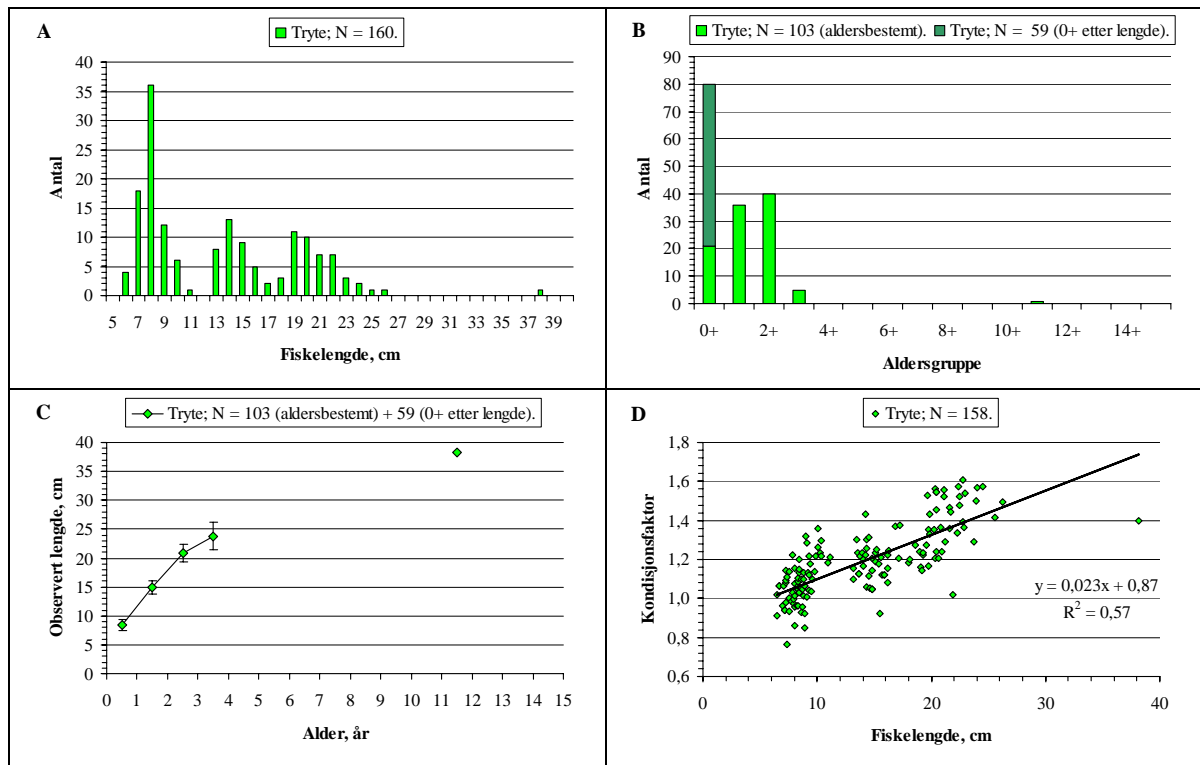 A
Tryte; N = 160.
Antal
40
35
30
25
20
15
10
5
0
5 7 9 11 13 15 17 19 21 23 25 27 29 31 33 35 37 39
Fiskelengde, cm
B
Tryte; N = 103 (aldersbestemt). Tryte; N = 59 (0+ etter lengde).
Antal
90
80
70
60
50
40
30
20
10
0
0+ 2+ 4+ 6+ 8+ 10+ 12+ 14+
Aldersgruppe
C
Tryte; N = 103 (aldersbestemt) + 59 (0+ etter lengde).
Observert lengde, cm
40
35
30
25
20
15
10
5
0
0 1 2 3 4 5 6 7 8 9 10 11 12 13 14 15
Alder, år
D
Tryte; N = 158.
Kondisjonsfaktor
1,8
1,6
1,4
1,2
1,0
0,8
0,6
y = 0,023x + 0,87
R2 = 0,57
0 10 20 30 40
Fiskelengde, cm